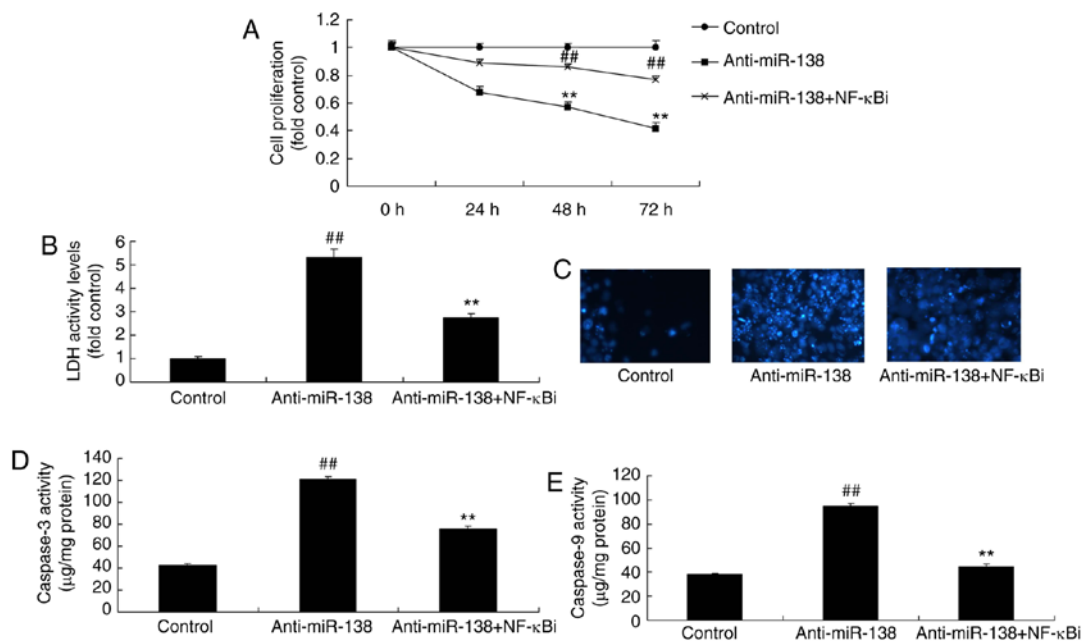 A
Cell proliferation
(fold control)
1.2
1
0.8
0.6
0.4
0.2
0
0 h
24 h
48 h
72 h
##
##
**
**
Control
Anti-miR-138
Anti-miR-138+NF-κBi
B
LDH activity levels
(fold control)
6
5
4
3
2
1
0
##
**
Control
Anti-miR-138
Anti-miR-138+NF-κBi
C
Control
Anti-miR-138
Anti-miR-138+NF-κBi
D
Caspase-3 activity
(μg/mg protein)
140
120
100
80
60
40
20
0
##
**
Control
Anti-miR-138
Anti-miR-138+NF-κBi
E
Caspase-9 activity
(μg/mg protein)
120
100
80
60
40
20
0
##
**
Control
Anti-miR-138
Anti-miR-138+NF-κBi